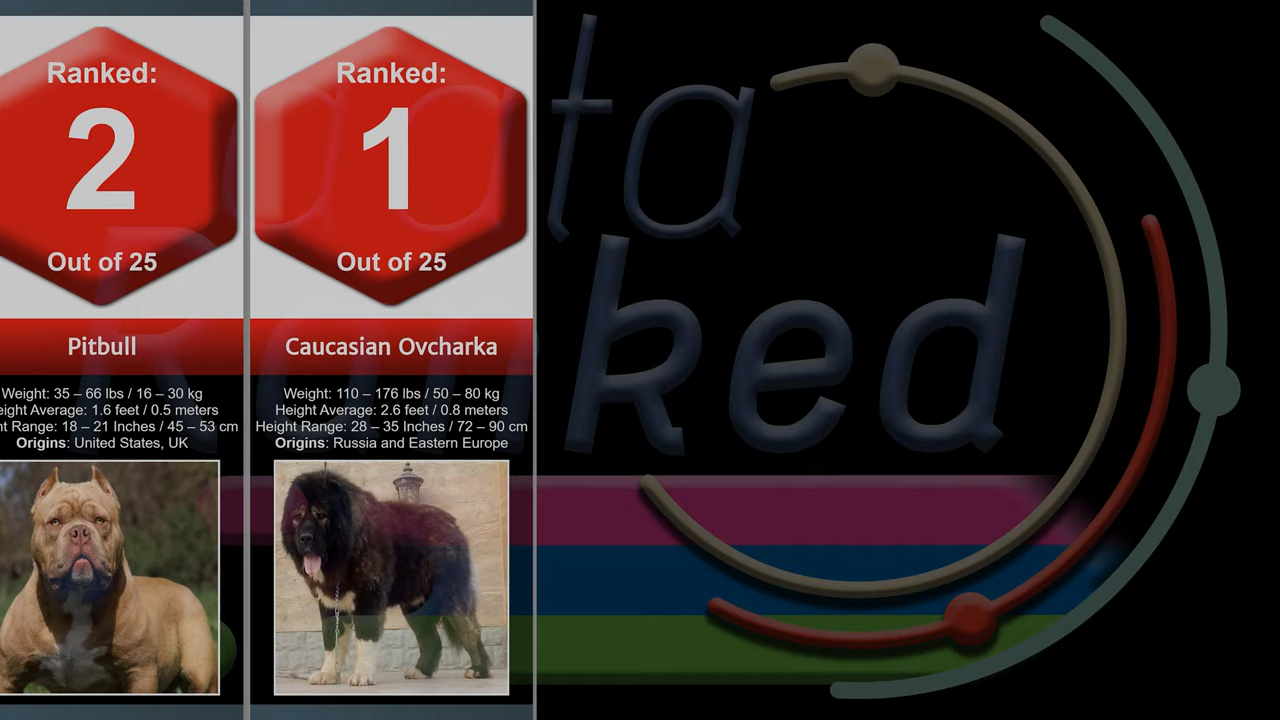 Ranked:
2
Out of 25
Pitbull
Weight: 35 – 66 lbs / 16 – 30 kg
eight Average: 1.6 feet / 0.5 meters
ht Range: 18 – 21 Inches / 45 – 53 cm
Origins: United States, UK
Ranked:
1
Out of 25
Caucasian Ovcharka
Weight: 110 – 176 lbs / 50 – 80 kg
Height Average: 2.6 feet / 0.8 meters
Height Range: 28 – 35 Inches / 72 – 90 cm
Origins: Russia and Eastern Europe
ta
ked